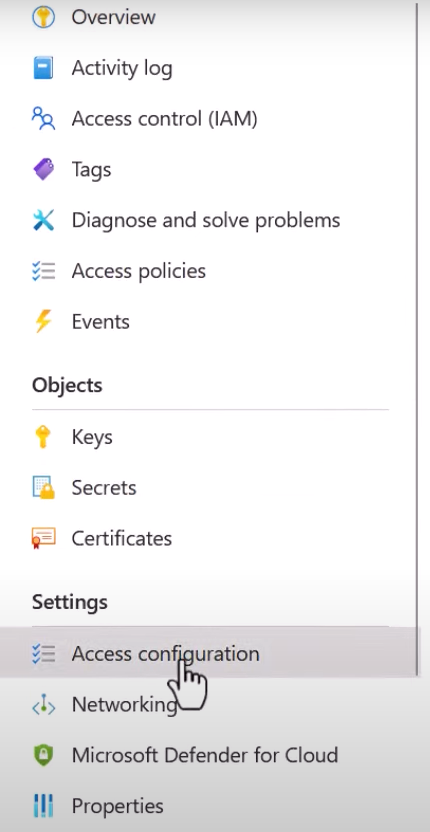 Overview
Activity log
Access control (IAM)
Tags
Diagnose and solve problems
Access policies
Events
Objects
Keys
Secrets
Certificates
Settings
Access configuration
Networking
Microsoft Defender for Cloud
Properties